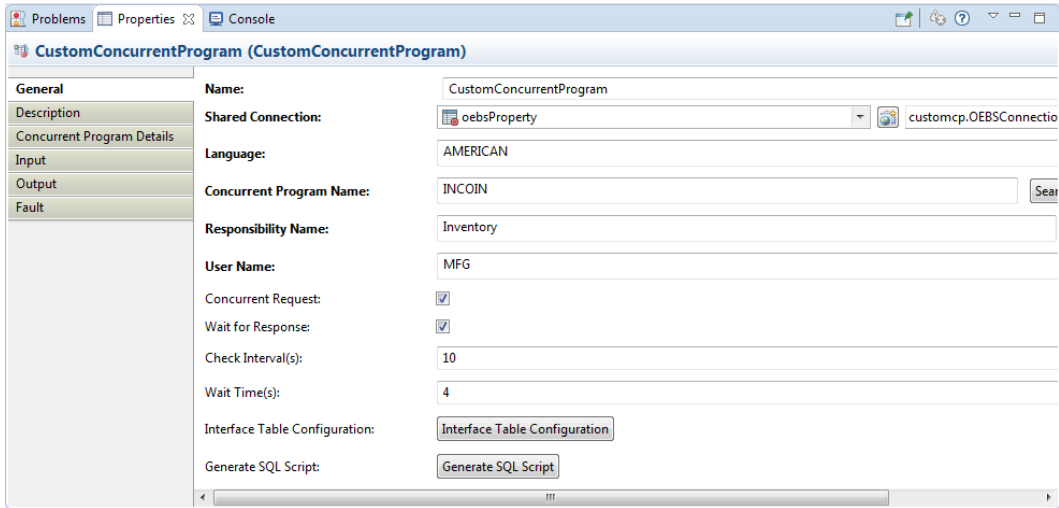 Problems Properties Console
CustomConcurrentProgram (CustomConcurrentProgram)
General
Description
Concurrent Program Details
Input
Output
Fault
Name: CustomConcurrentProgram
Shared Connection: oebsProperty customcp.OEBSConnectio
Language: AMERICAN
Concurrent Program Name: INCOIN Sear
Responsibility Name: Inventory
User Name: MFG
Concurrent Request:
Wait for Response:
Check Interval(s): 10
Wait Time(s): 4
Interface Table Configuration: Interface Table Configuration
Generate SQL Script: Generate SQL Script